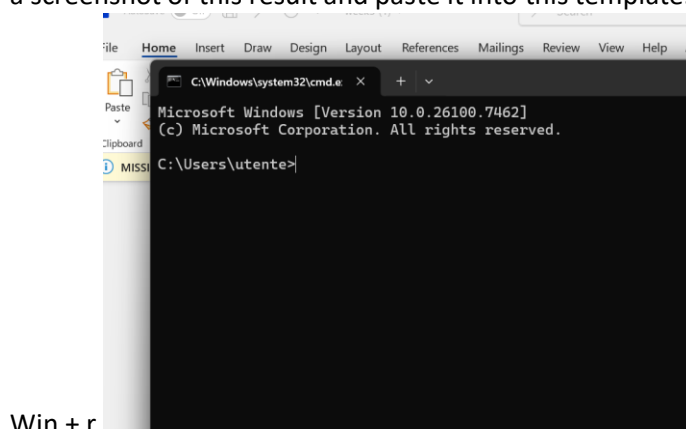 a screenshot of this result and paste it into this template
File Home Insert Draw Design Layout References Mailings Review View Help
C:\Windows\system32\cmd.e
Paste
Microsoft Windows [Version 10.0.26100.7462]
(c) Microsoft Corporation. All rights reserved.
Clipboard
MISSI
C:\Users\utente>
Win + r